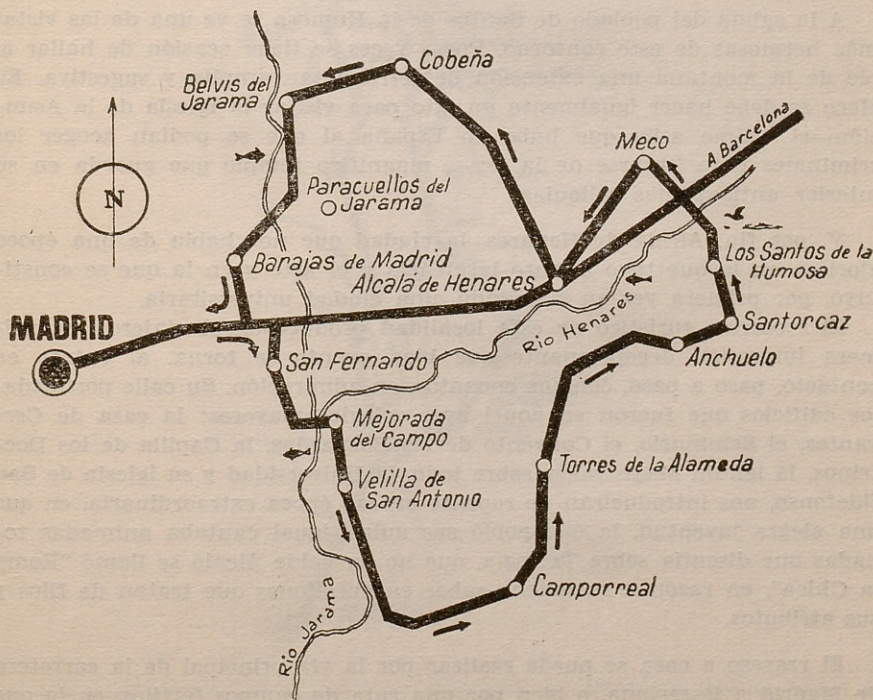 Cobeña
Belvis del
Jarama
Meco
A Barcelona
N
Paracuellos del
Jarama
Barajas de Madrid
Alcalá de Henares
Los Santos de la
Humosa
MADRID
Río Henares
Santorcaz
San Fernando
Anchuelo
Mejorada
del Campo
Torres de la Alameda
Velilla de
San Antonio
Camporreal
Río Jarama